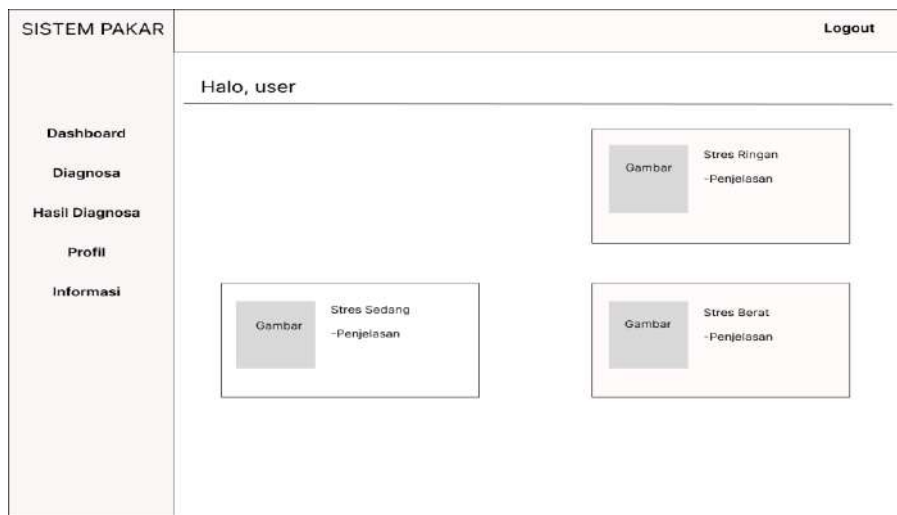 SISTEM PAKAR
Logout
Halo, user
Dashboard
Diagnosa
Hasil Diagnosa
Profil
Informasi
Gambar
Stres Ringan
-Penjelasan
Gambar
Stres Sedang
-Penjelasan
Gambar
Stres Berat
-Penjelasan